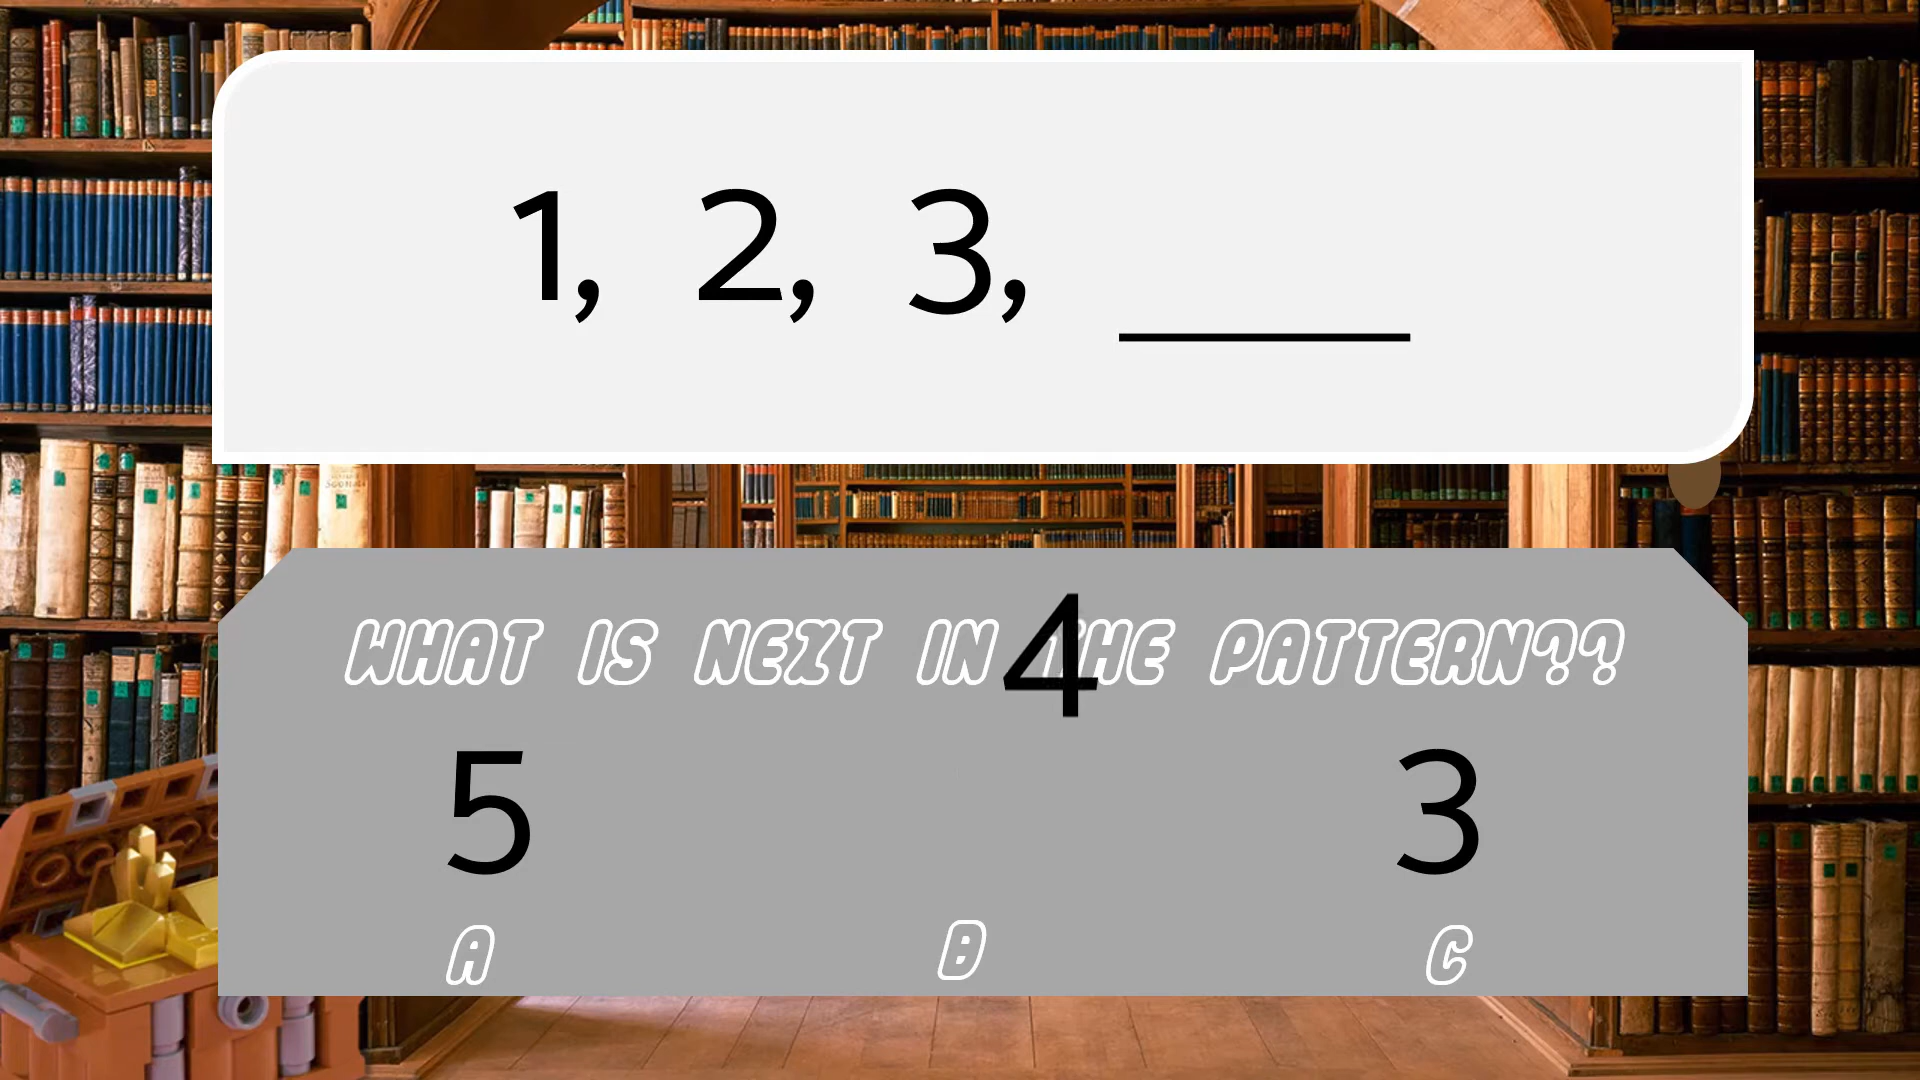 1, 2, 3, ____
4
WHAT IS NEXT IN THE PATTERN??
5 3
A B C